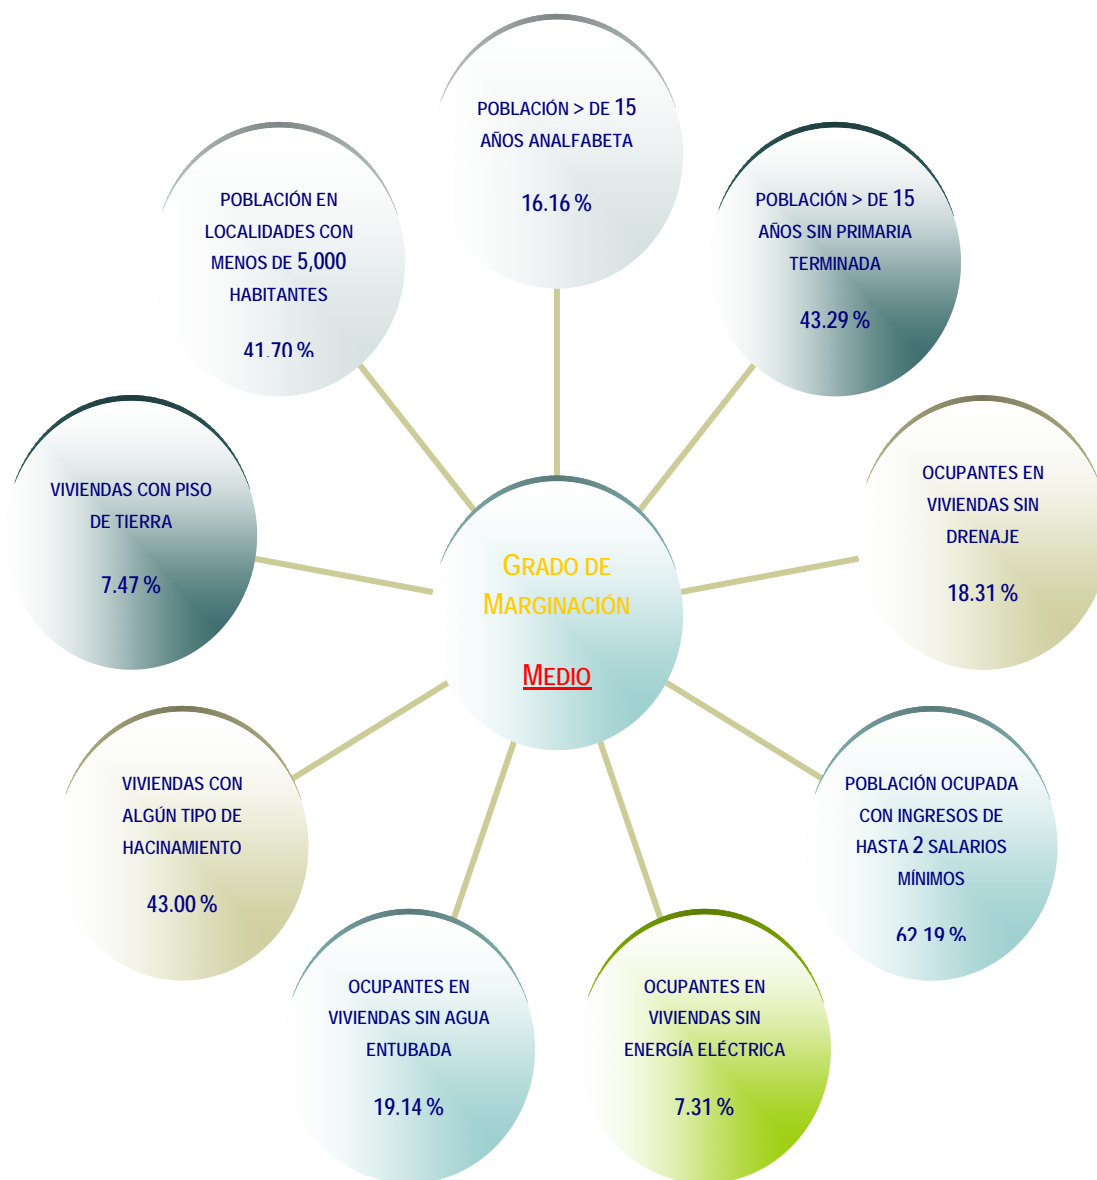 POBLACIÓN > DE 15
AÑOS ANALFABETA
16.16 %
POBLACIÓN > DE 15
AÑOS SIN PRIMARIA
TERMINADA
43.29 %
OCUPANTES EN
VIVIENDAS SIN
DRENAJE
18.31 %
POBLACIÓN OCUPADA
CON INGRESOS DE
HASTA 2 SALARIOS
MÍNIMOS
62.19 %
OCUPANTES EN
VIVIENDAS SIN
ENERGÍA ELÉCTRICA
7.31 %
OCUPANTES EN
VIVIENDAS SIN AGUA
ENTUBADA
19.14 %
VIVIENDAS CON
ALGÚN TIPO DE
HACINAMIENTO
43.00 %
VIVIENDAS CON PISO
DE TIERRA
7.47 %
POBLACIÓN EN
LOCALIDADES CON
MENOS DE 5,000
HABITANTES
41.70 %
GRADO DE
MARGINACIÓN
MEDIO